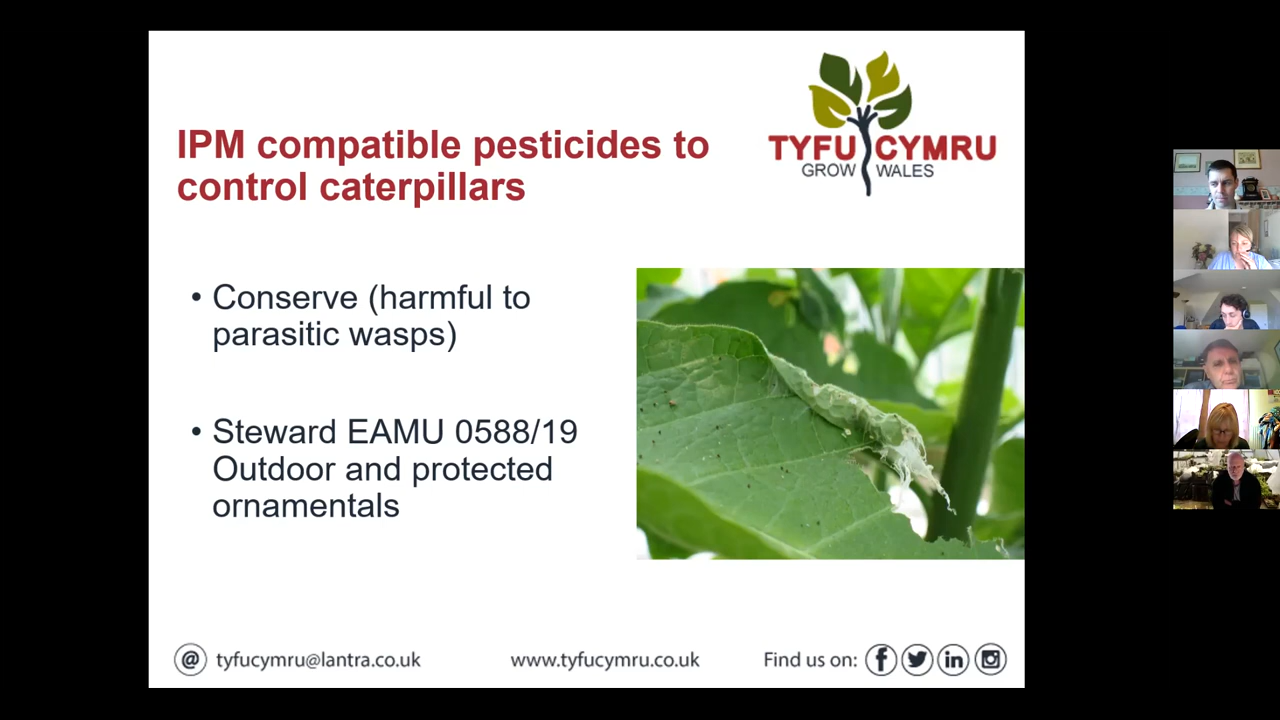 TYFU CYMRU
GROW WALES
IPM compatible pesticides to
control caterpillars
• Conserve (harmful to
parasitic wasps)
• Steward EAMU 0588/19
Outdoor and protected
ornamentals
@ tyfucymru@lantra.co.uk
www.tyfucymru.co.uk
Find us on: